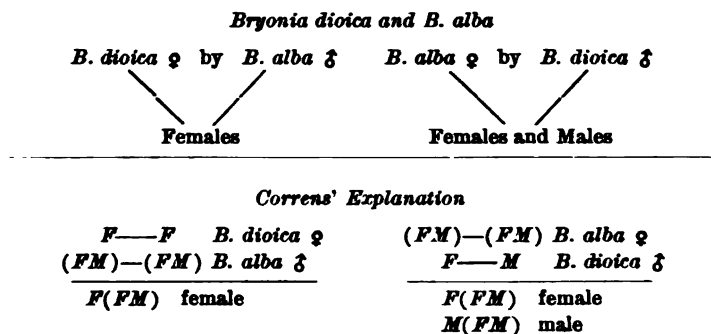 Bryonia dioica and B. alba
B. dioica ♀ by B. alba ♂ B. alba ♀ by B. dioica ♂
Females Females and Males
Correns' Explanation
F—F B. dioica ♀
(FM)—(FM) B. alba ♂
F(FM) female
(FM)—(FM) B. alba ♀
F—M B. dioica ♂
F(FM) female
M(FM) male